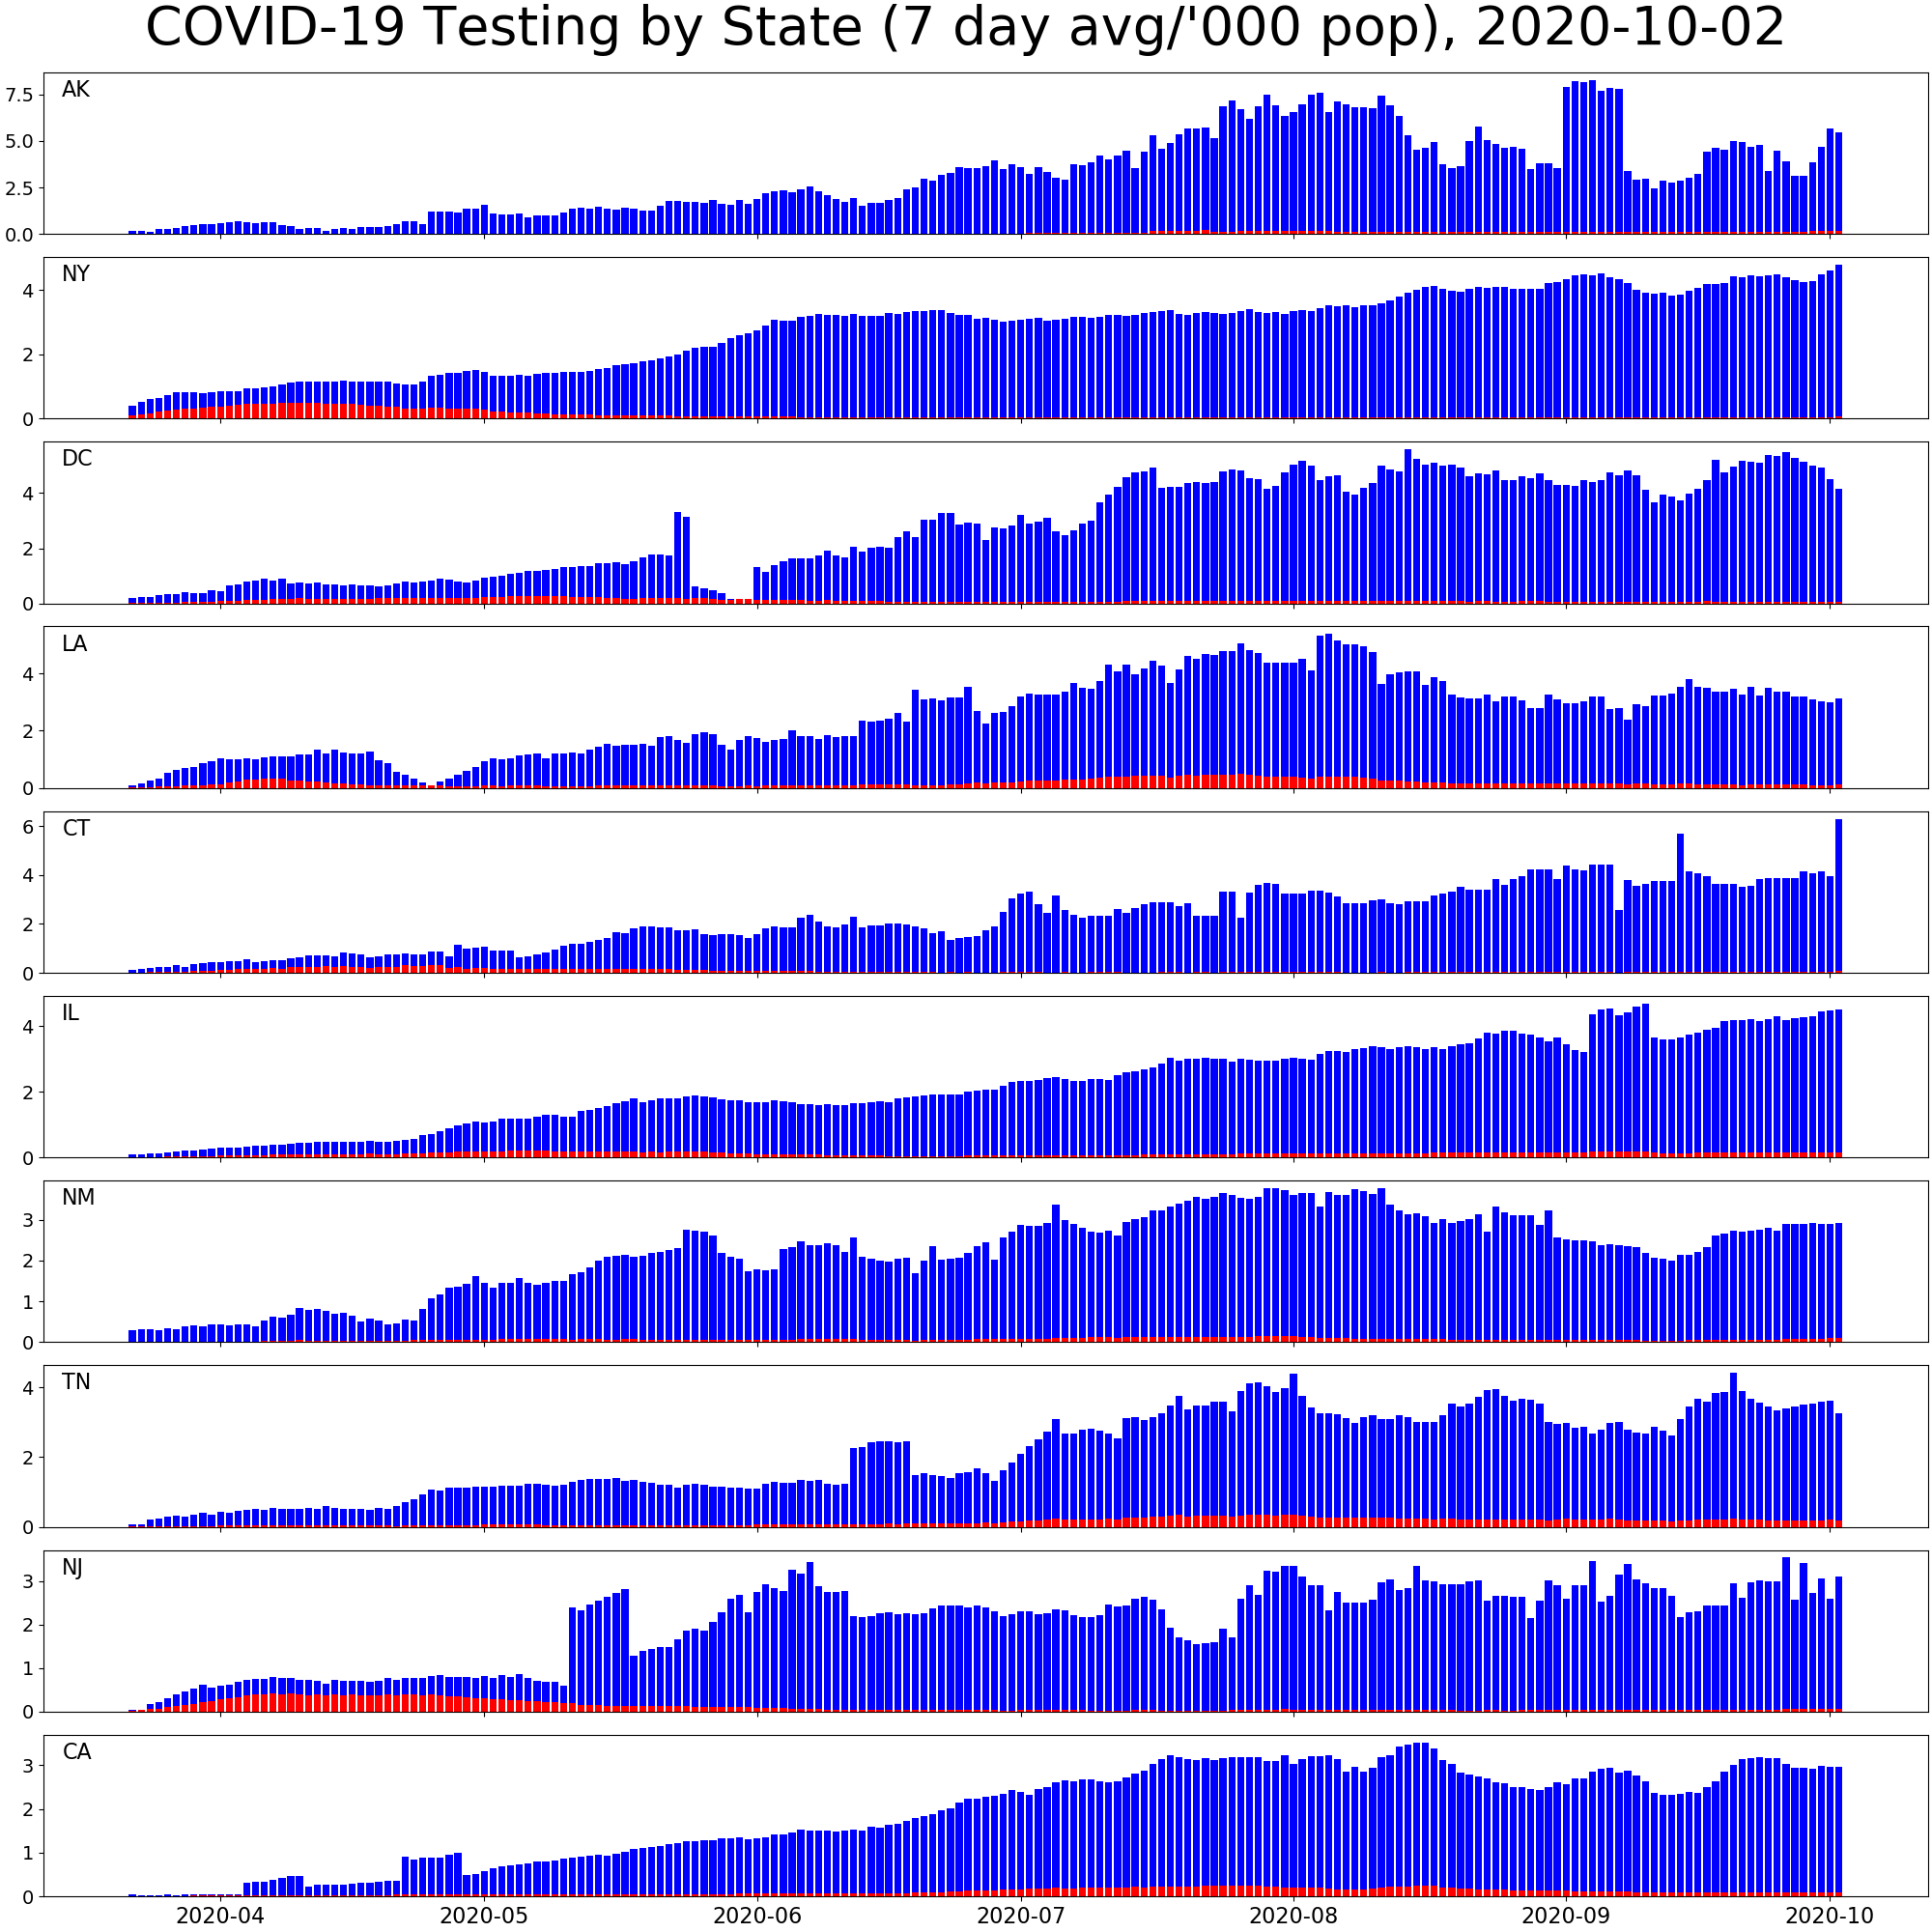 COVID-19 Testing by State (7 day avg/'000 pop), 2020-10-02
AK
7.5
5.0
2.5
0.0
NY
4
2
0
DC
4
2
0
LA
4
2
0
CT
6
4
2
0
IL
4
2
0
NM
3
2
1
0
TN
4
2
0
NJ
3
2
1
0
CA
3
2
1
0
2020-04 2020-05 2020-06 2020-07 2020-08 2020-09 2020-10